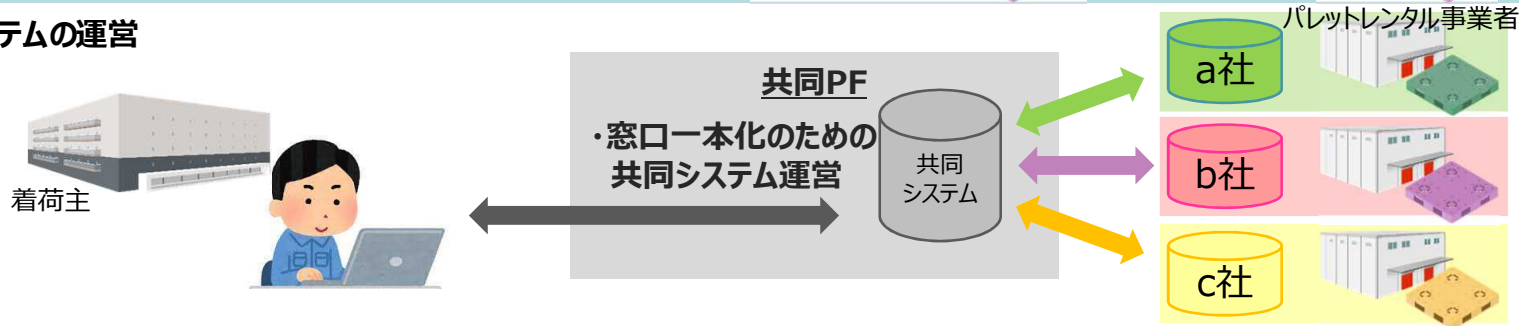 テムの運営
パレットレンタル事業者
着荷主
共同PF
・窓口一本化のための
共同システム運営
共同
システム
a社
b社
c社